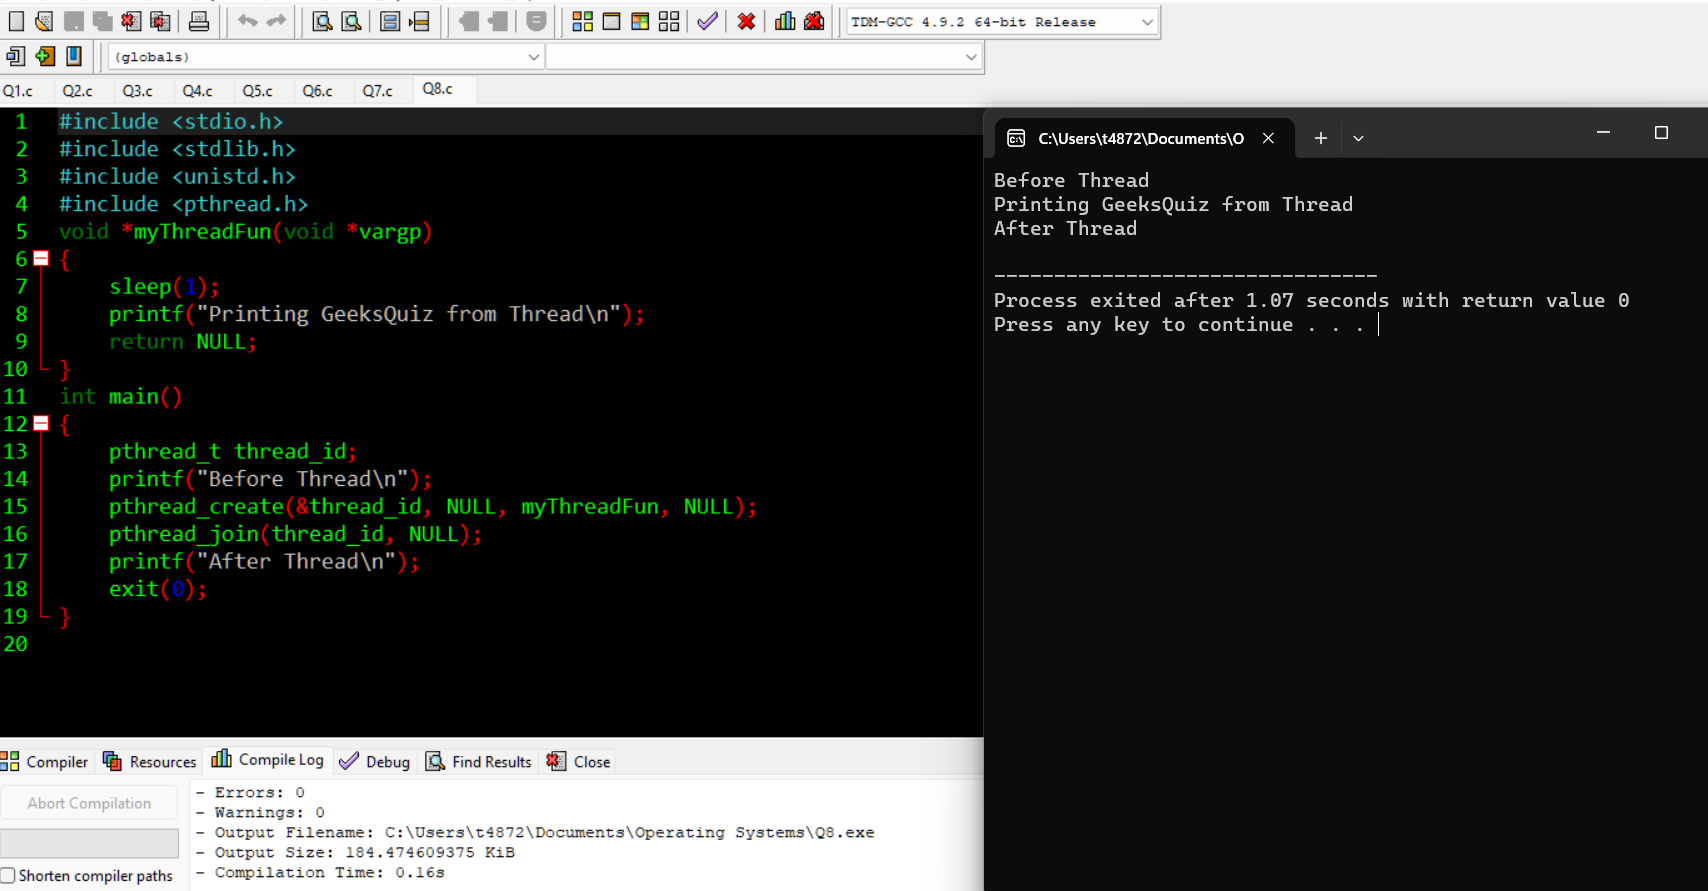 TDM-GCC 4.9.2 64-bit Release
(globals)
Q1.c Q2.c Q3.c Q4.c Q5.c Q6.c Q7.c Q8.c
1 #include <stdio.h>
2 #include <stdlib.h>
3 #include <unistd.h>
4 #include <pthread.h>
5 void *myThreadFun(void *vargp)
6 {
7 sleep(1);
8 printf("Printing GeeksQuiz from Thread\n");
9 return NULL;
10 }
11 int main()
12 {
13 pthread_t thread_id;
14 printf("Before Thread\n");
15 pthread_create(&thread_id, NULL, myThreadFun, NULL);
16 pthread_join(thread_id, NULL);
17 printf("After Thread\n");
18 exit(0);
19 }
20
C:\Users\t4872\Documents\O
Before Thread
Printing GeeksQuiz from Thread
After Thread
--------------------------------
Process exited after 1.07 seconds with return value 0
Press any key to continue . . .
Compiler Resources Compile Log Debug Find Results Close
Abort Compilation
Shorten compiler paths
- Errors: 0
- Warnings: 0
- Output Filename: C:\Users\t4872\Documents\Operating Systems\Q8.exe
- Output Size: 184.474609375 KiB
- Compilation Time: 0.16s